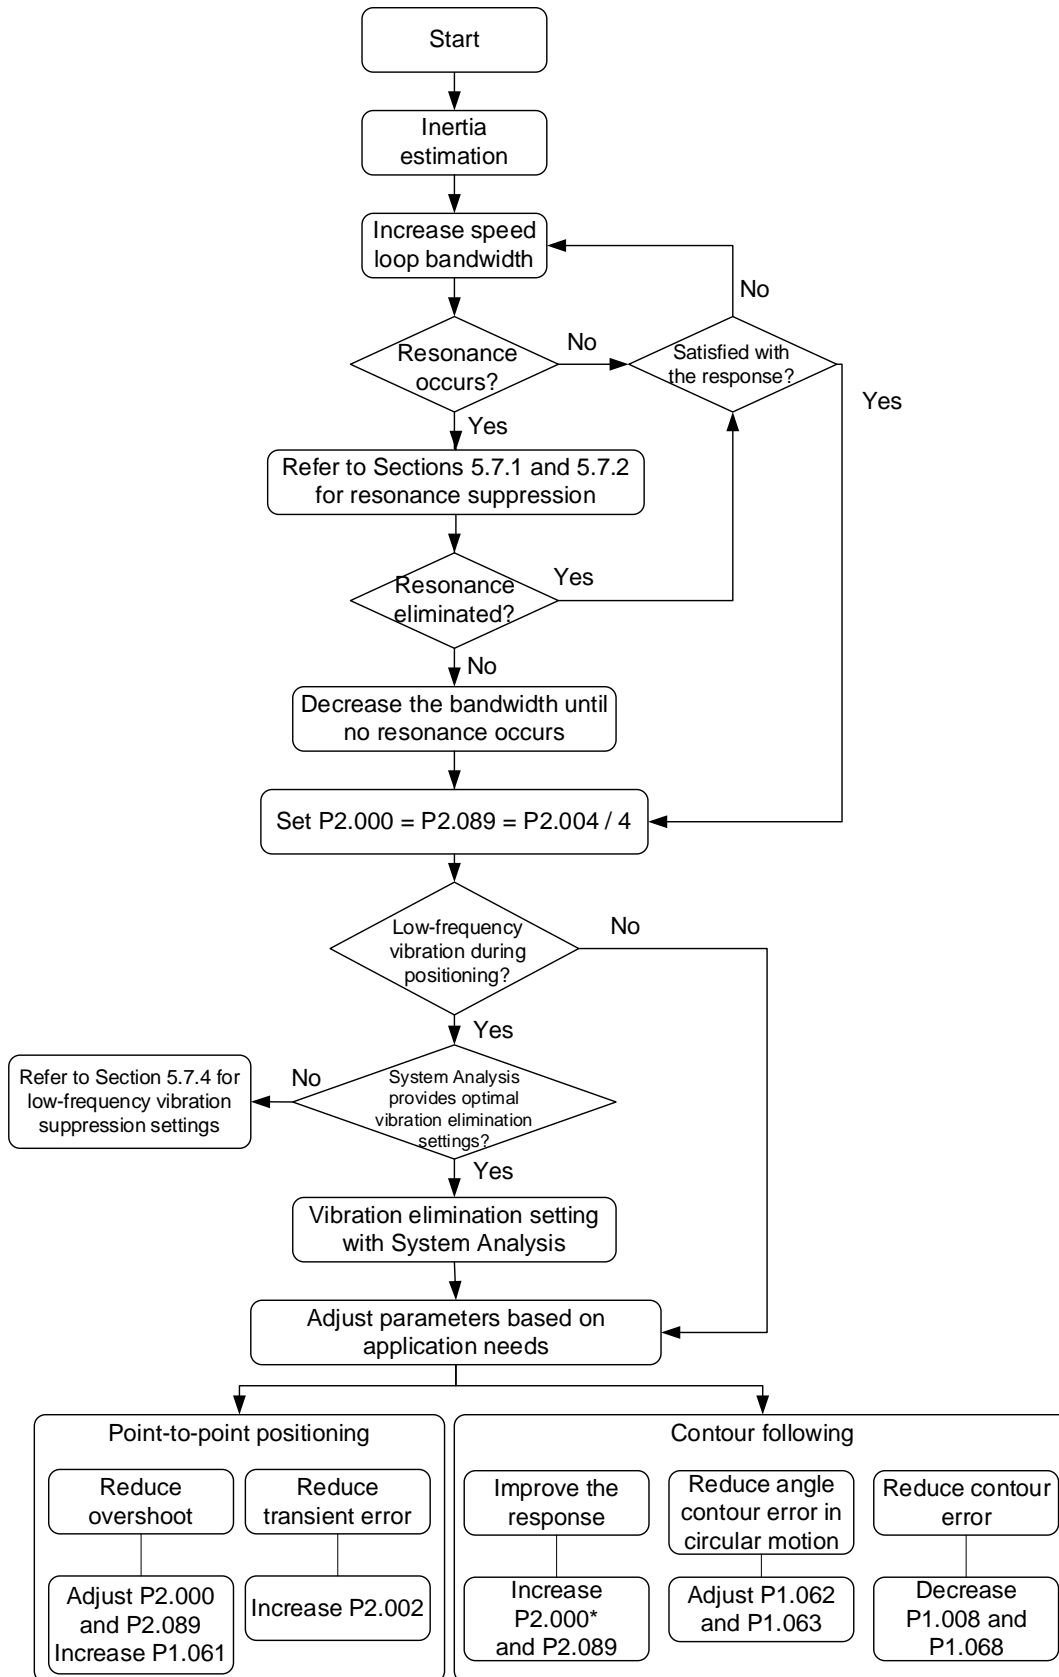 Start
Inertia
estimation
Increase speed
loop bandwidth
No
Resonance
occurs?
No
Satisfied with
the response?
Yes
Yes
Refer to Sections 5.7.1 and 5.7.2
for resonance suppression
Resonance
eliminated?
Yes
No
Decrease the bandwidth until
no resonance occurs
Set P2.000 = P2.089 = P2.004 / 4
Low-frequency
vibration during
positioning?
No
Yes
Refer to Section 5.7.4 for
low-frequency vibration
suppression settings
No
System Analysis
provides optimal
vibration elimination
settings?
Yes
Vibration elimination setting
with System Analysis
Adjust parameters based on
application needs
Point-to-point positioning
Reduce
overshoot
Reduce
transient error
Adjust P2.000
and P2.089
Increase P1.061
Increase P2.002
Contour following
Improve the
response
Reduce angle
contour error in
circular motion
Reduce contour
error
Increase
P2.000*
and P2.089
Adjust P1.062
and P1.063
Decrease
P1.008 and
P1.068